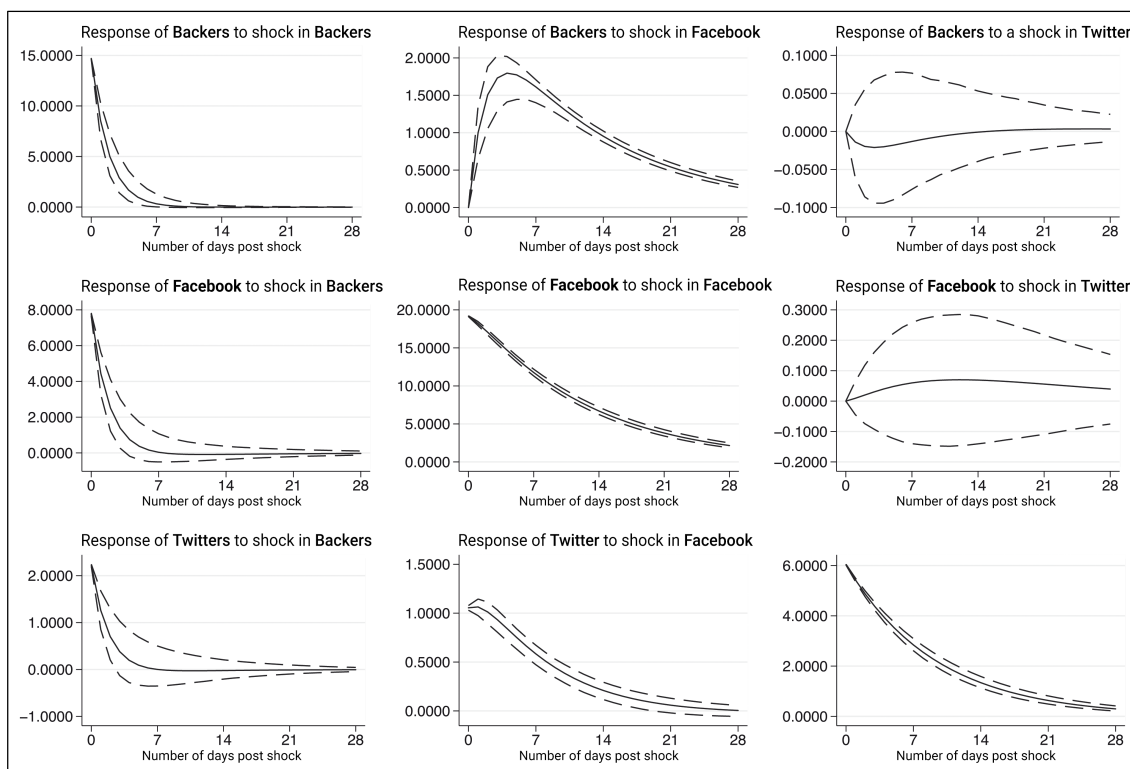 Response of Backers to shock in Backers
15.0000
10.0000
5.0000
0.0000
0 7 14 21 28
Number of days post shock
Response of Backers to shock in Facebook
2.0000
1.5000
1.0000
0.5000
0.0000
0 7 14 21 28
Number of days post shock
Response of Backers to a shock in Twitter
0.1000
0.0500
0.0000
−0.0500
−0.1000
0 7 14 21 28
Number of days post shock
Response of Facebook to shock in Backers
8.0000
6.0000
4.0000
2.0000
0.0000
0 7 14 21 28
Number of days post shock
Response of Facebook to shock in Facebook
20.0000
15.0000
10.0000
5.0000
0.0000
0 7 14 21 28
Number of days post shock
Response of Facebook to shock in Twitter
0.3000
0.2000
0.1000
0.0000
−0.1000
−0.2000
0 7 14 21 28
Number of days post shock
Response of Twitters to shock in Backers
2.0000
1.0000
0.0000
−1.0000
0 7 14 21 28
Number of days post shock
Response of Twitter to shock in Facebook
1.5000
1.0000
0.5000
0.0000
0 7 14 21 28
Number of days post shock
6.0000
4.0000
2.0000
0.0000
0 7 14 21 28
Number of days post shock